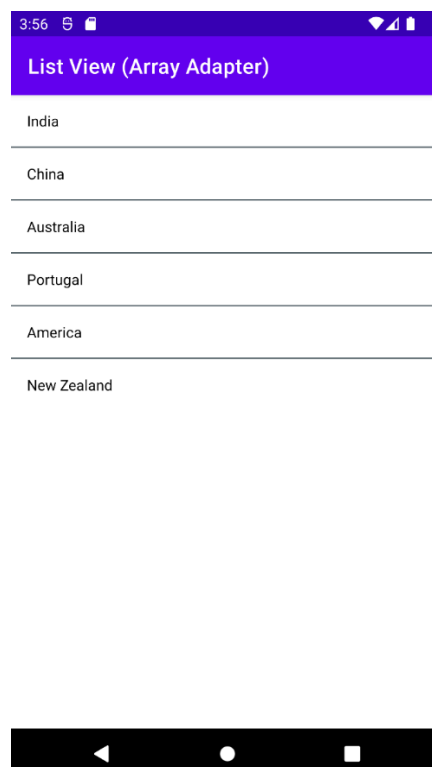 3:56
List View (Array Adapter)
India
China
Australia
Portugal
America
New Zealand